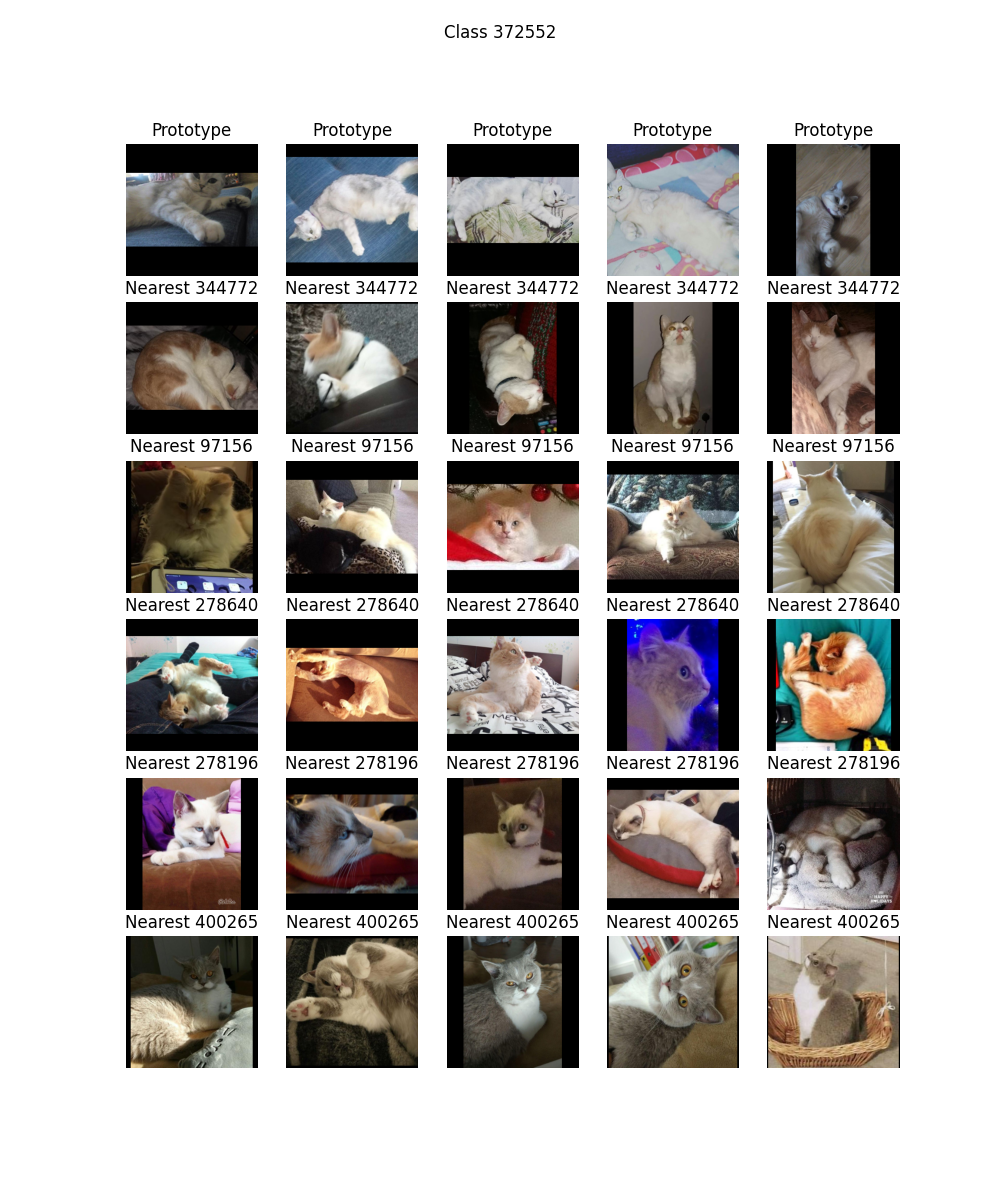 Class 372552
Prototype Prototype Prototype Prototype Prototype
Nearest 344772 Nearest 344772 Nearest 344772 Nearest 344772 Nearest 344772
Nearest 97156 Nearest 97156 Nearest 97156 Nearest 97156 Nearest 97156
Nearest 278640 Nearest 278640 Nearest 278640 Nearest 278640 Nearest 278640
Nearest 278196 Nearest 278196 Nearest 278196 Nearest 278196 Nearest 278196
Nearest 400265 Nearest 400265 Nearest 400265 Nearest 400265 Nearest 400265